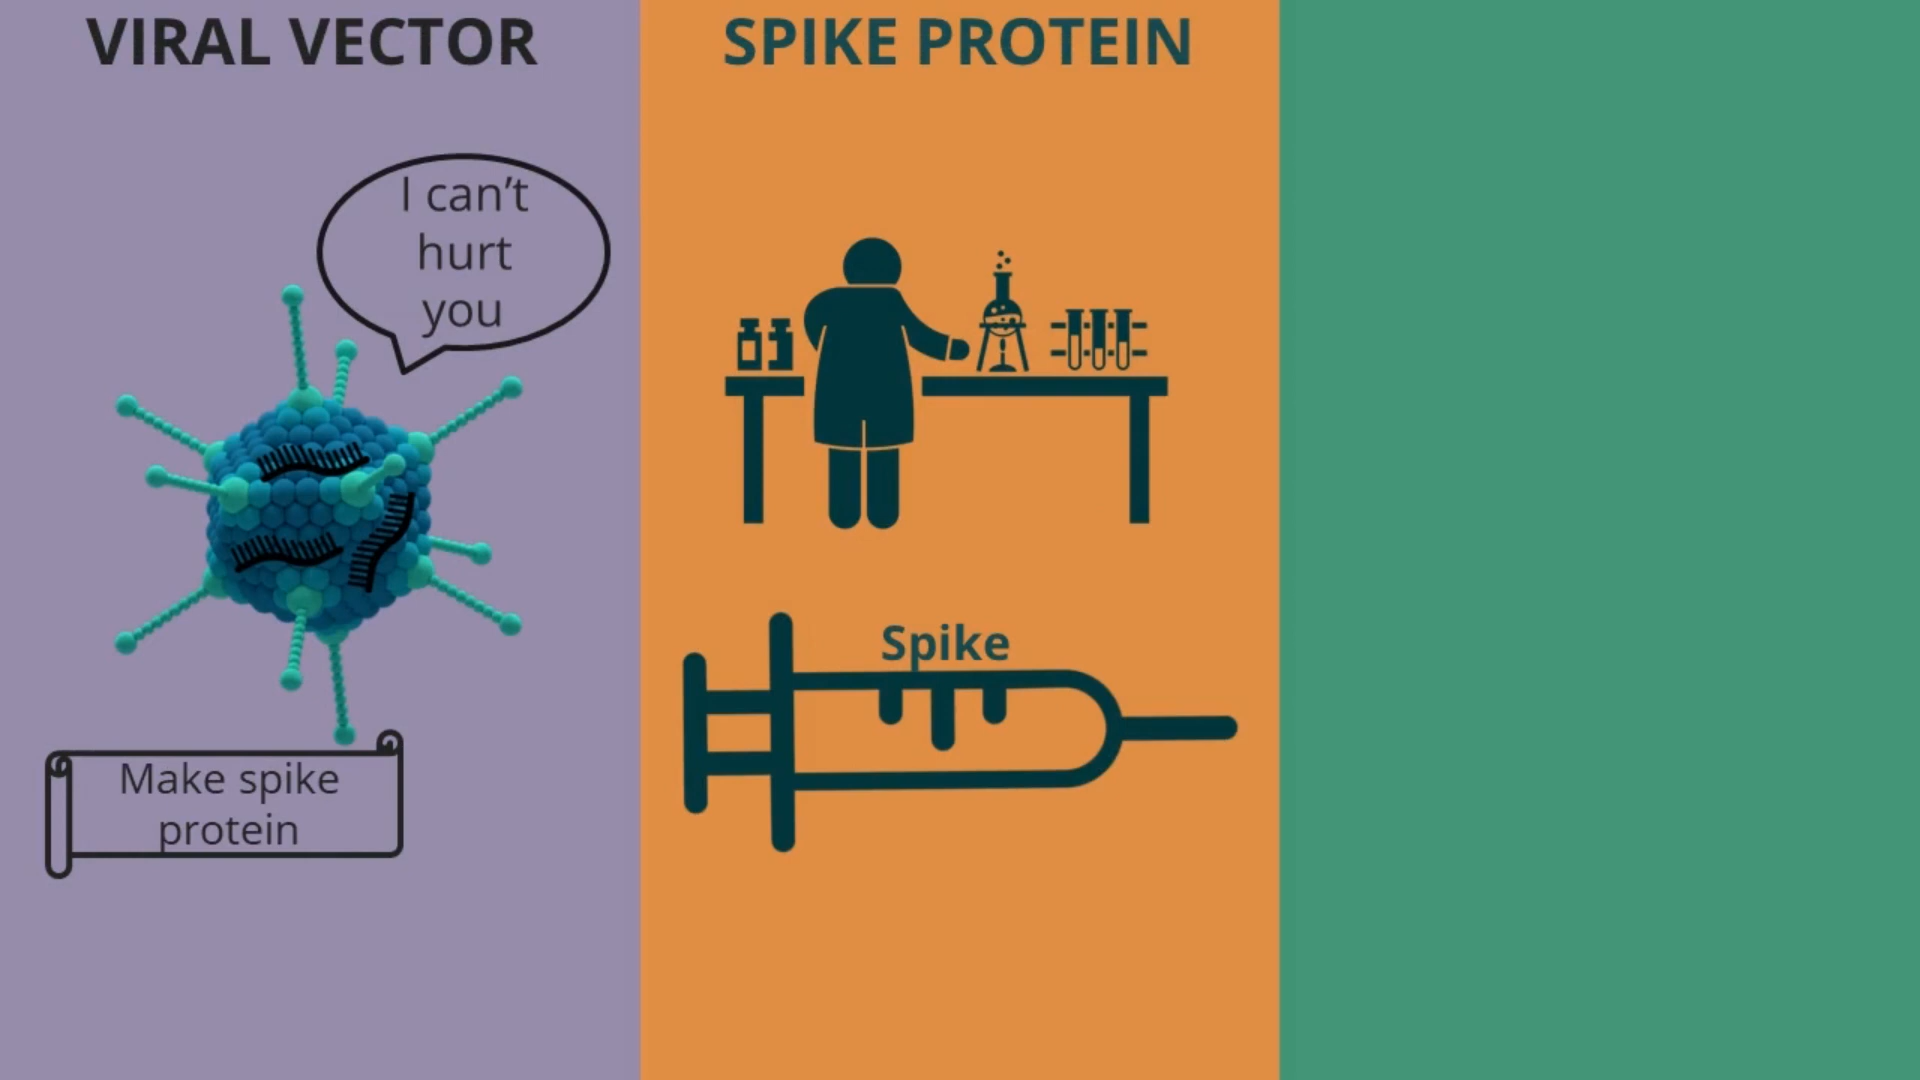 VIRAL VECTOR
I can’t
hurt
you
Make spike
protein
SPIKE PROTEIN
Spike